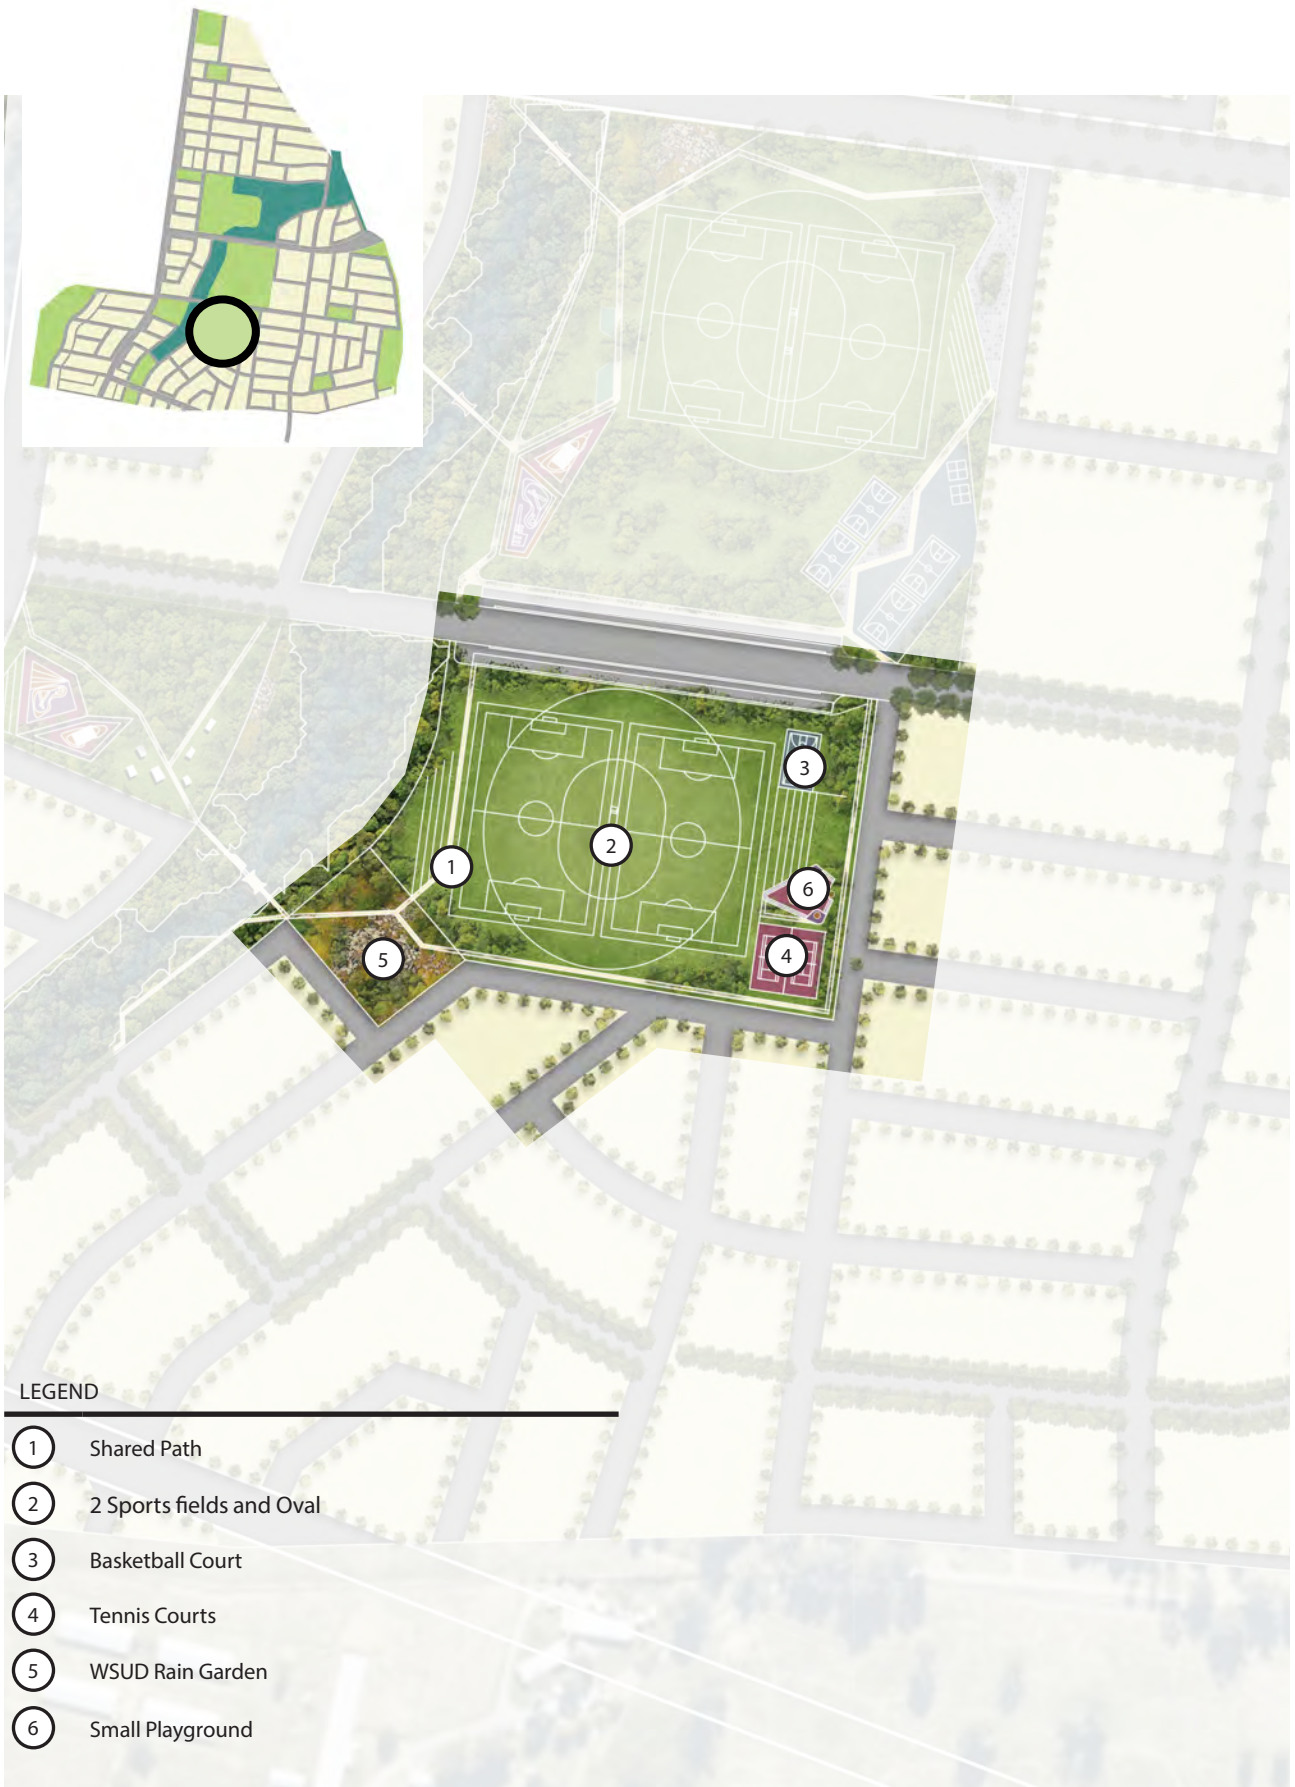 3
2
1
6
4
5
LEGEND
1 Shared Path
2 2 Sports fields and Oval
3 Basketball Court
4 Tennis Courts
5 WSUD Rain Garden
6 Small Playground